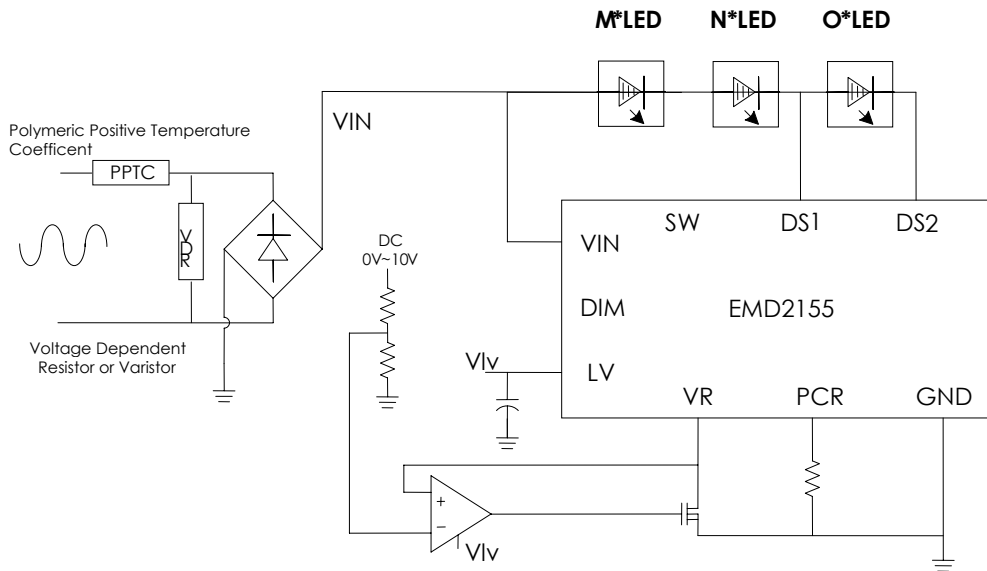 M*LED N*LED O*LED
VIN
Polymeric Positive Temperature
Coefficent
PPTC
VDR
DC
0V~10V
SW DS1 DS2
VIN
DIM EMD2155
Voltage Dependent
Resistor or Varistor
Vlv
LV
VR PCR GND
+
−
Vlv